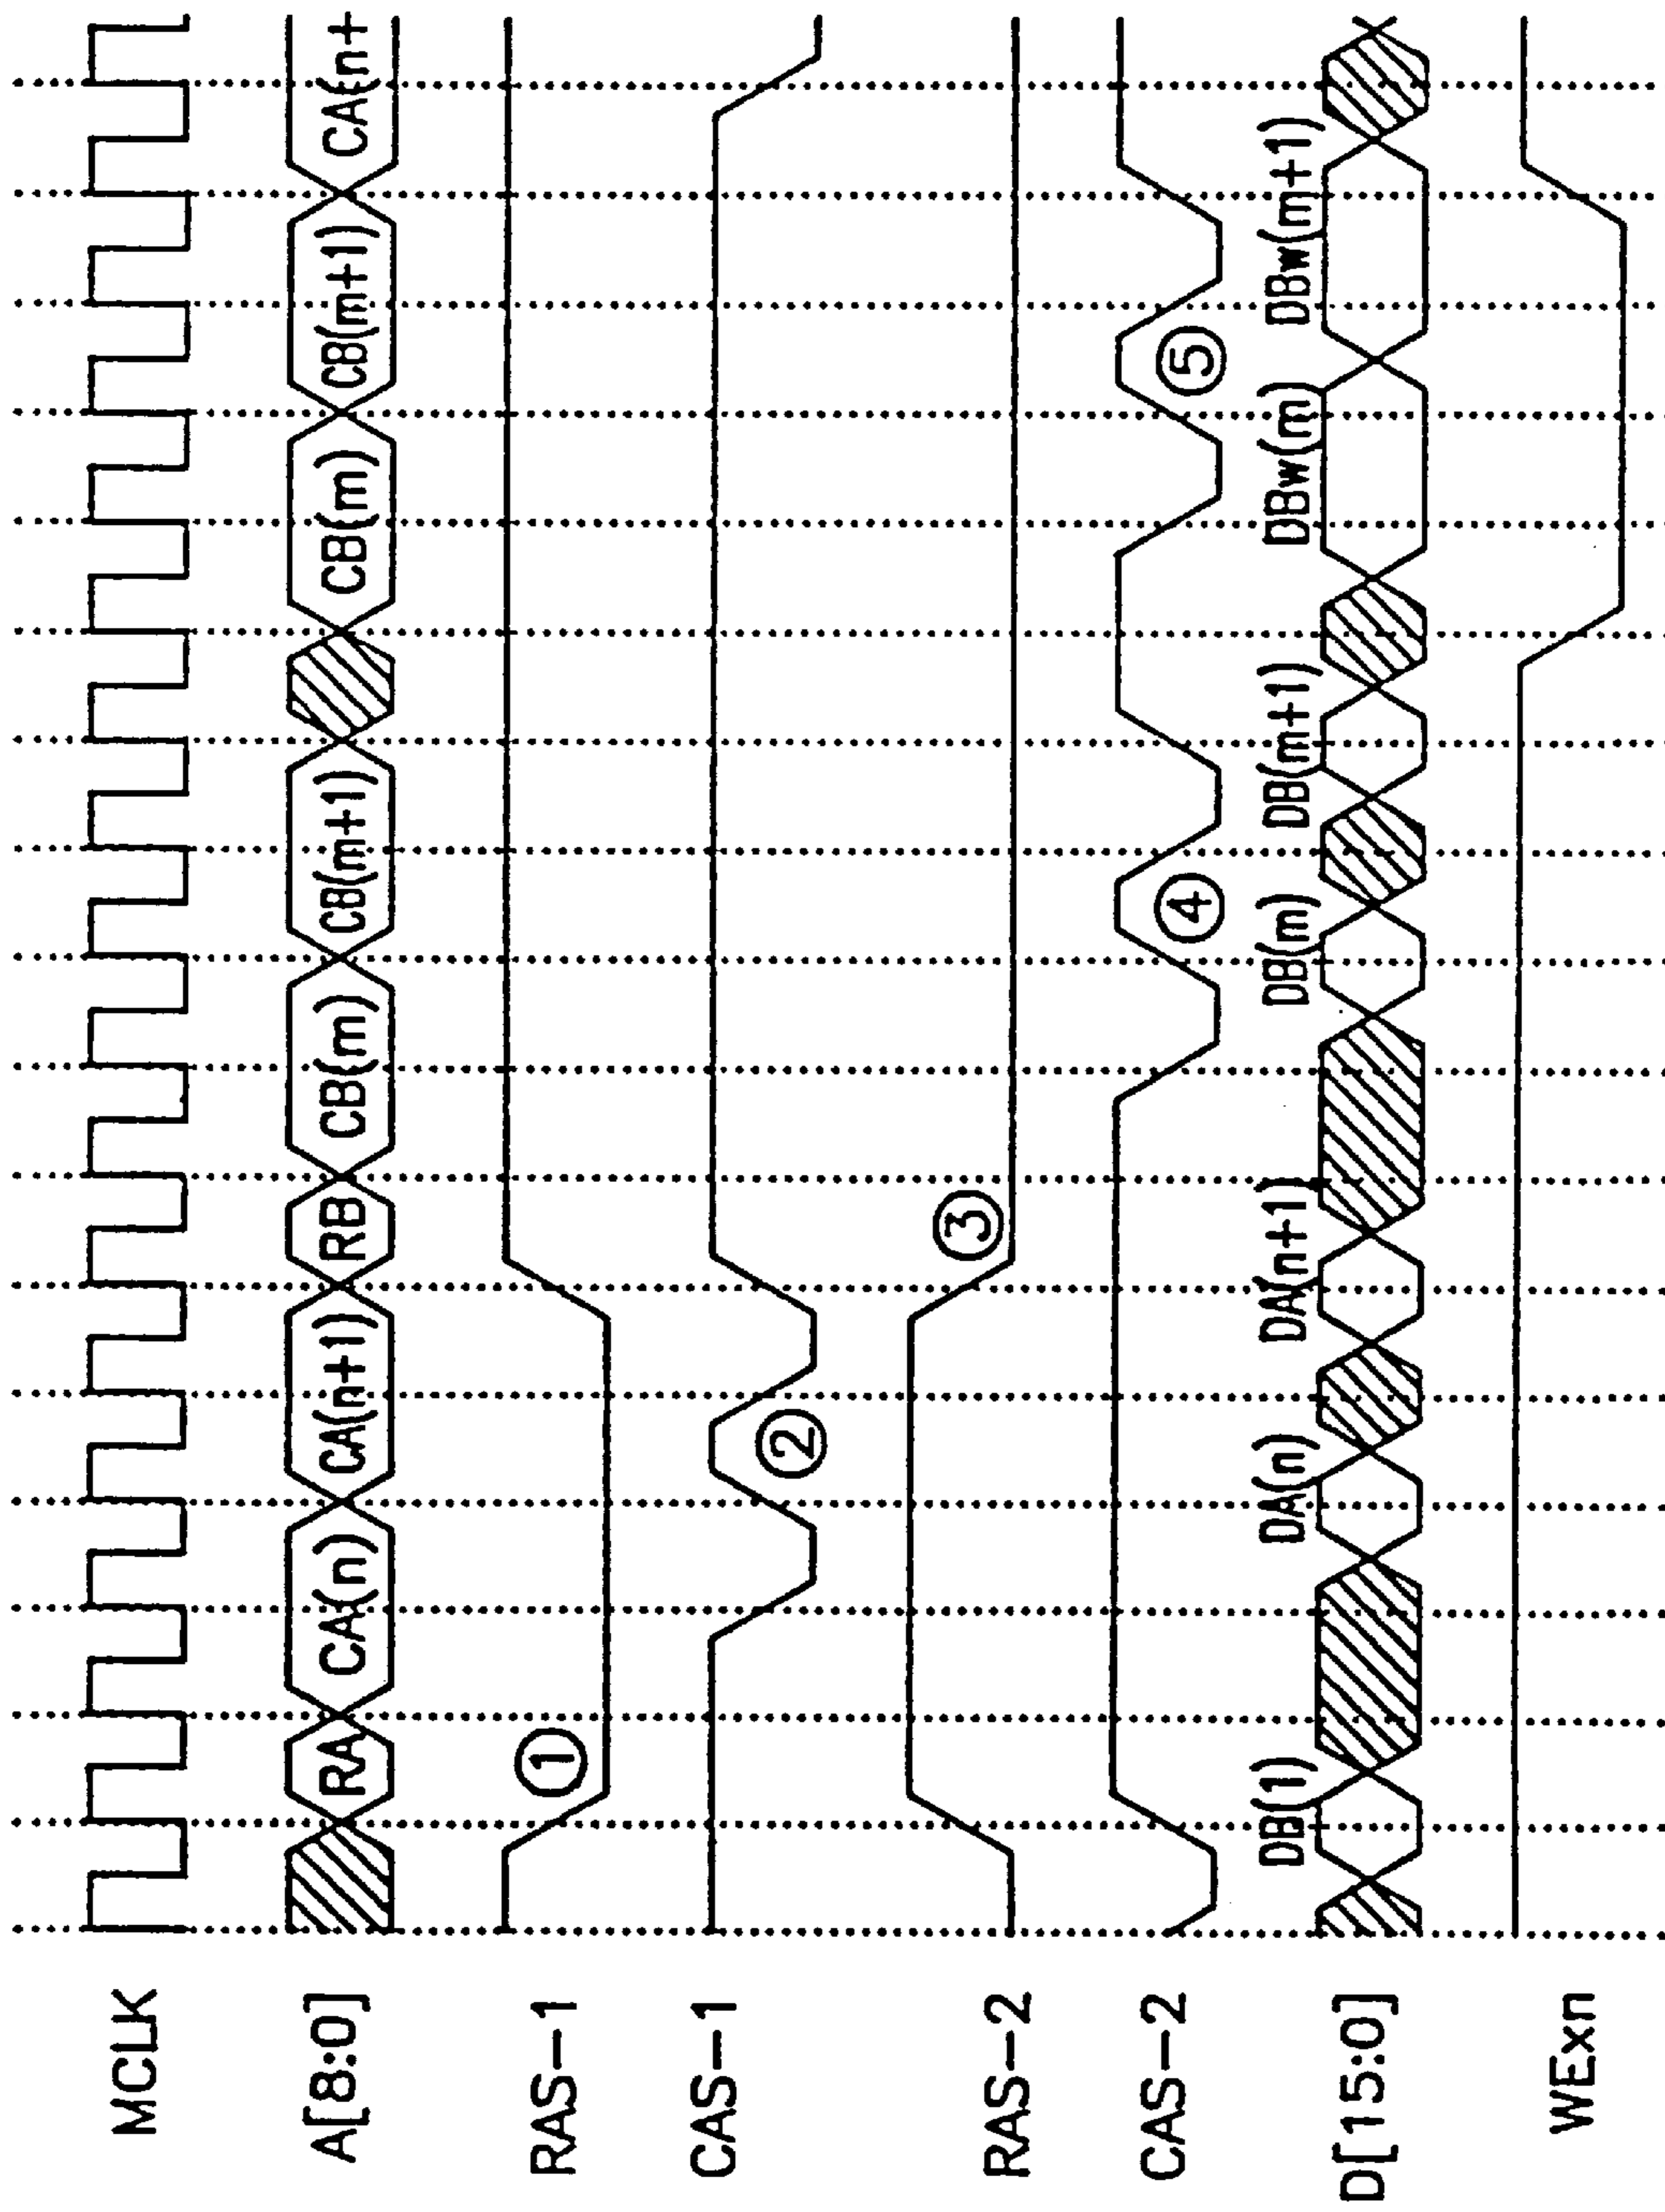 MCLK
A[8:0] RA CA(n) CA(n+1) RB CB(m) CB(m+1) CB(m) CB(m+1) CA(n+
RAS-1 ①
CAS-1 ②
RAS-2 ③
CAS-2 ④ ⑤
D[15:0] DB(1) DA(n) DA(n+1) DB(m) DB(m+1) DBw(m) DBw(m+1)
WExn